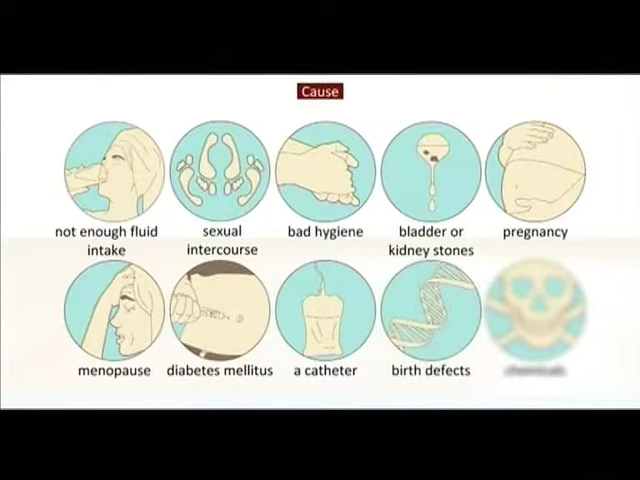 Cause
not enough fluid
intake
sexual
intercourse
bad hygiene
bladder or
kidney stones
pregnancy
menopause
diabetes mellitus
a catheter
birth defects
chemicals